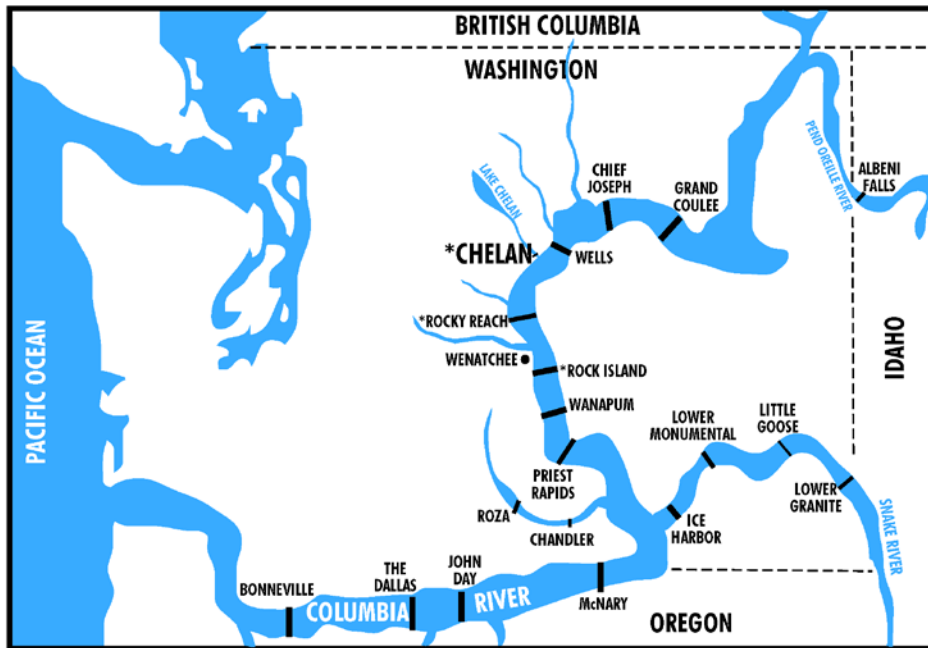 BRITISH COLUMBIA
WASHINGTON
PEND OREILLE RIVER
ALBENI
FALLS
CHIEF
JOSEPH
GRAND
COULEE
LAKE CHELAN
*CHELAN
WELLS
*ROCKY REACH
WENATCHEE
*ROCK ISLAND
WANAPUM
PRIEST
RAPIDS
ROZA
CHANDLER
LOWER
MONUMENTAL
LITTLE
GOOSE
LOWER
GRANITE
ICE
HARBOR
SNAKE RIVER
IDAHO
PACIFIC OCEAN
BONNEVILLE
THE
DALLAS
JOHN
DAY
COLUMBIA
RIVER
McNARY
OREGON